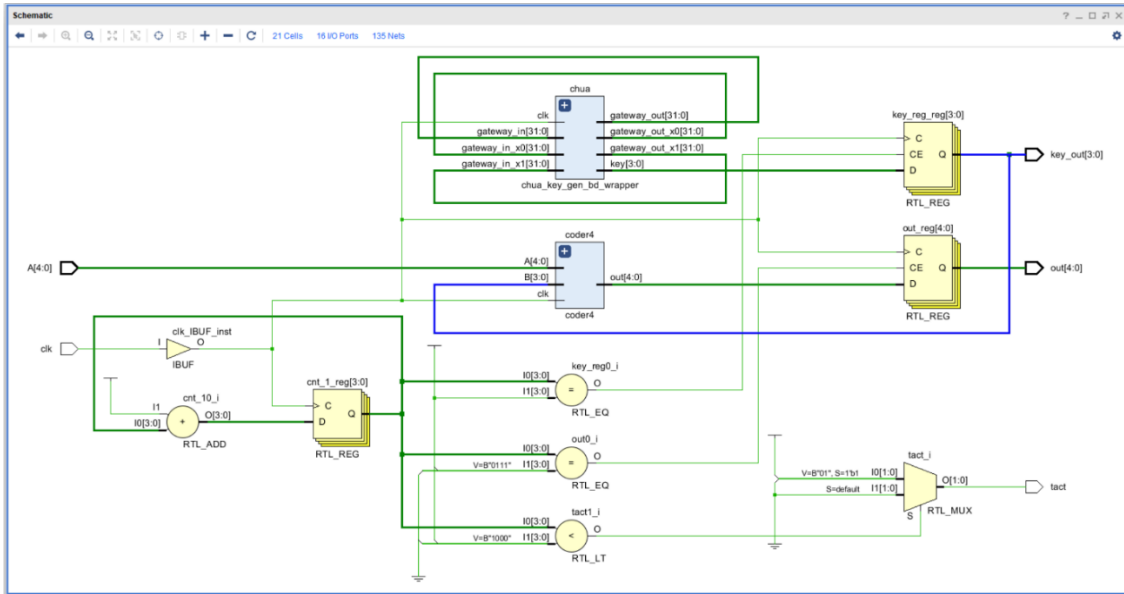 Schematic
21 Cells 16 I/O Ports 135 Nets
chua
clk
gateway_in[31:0]
gateway_in_x0[31:0]
gateway_in_x1[31:0]
gateway_out[31:0]
gateway_out_x0[31:0]
gateway_out_x1[31:0]
key[3:0]
chua_key_gen_bd_wrapper
key_reg_reg[3:0]
C
CE
D
Q
RTL_REG
key_out[3:0]
coder4
A[4:0]
B[3:0]
clk
out[4:0]
coder4
A[4:0]
out_reg[4:0]
C
CE
D
Q
RTL_REG
out[4:0]
clk
clk_IBUF_inst
I O
IBUF
cnt_10_i
I1
I0[3:0]
+
O[3:0]
RTL_ADD
cnt_1_reg[3:0]
C
D
Q
RTL_REG
key_reg0_i
I0[3:0]
I1[3:0]
=
O
RTL_EQ
out0_i
I0[3:0]
V=B"0111" I1[3:0]
=
O
RTL_EQ
tact1_i
I0[3:0]
V=B"1000" I1[3:0]
<
O
RTL_LT
tact_i
V=B"01", S=1'b1 I0[1:0]
S=default I1[1:0]
S
O[1:0]
RTL_MUX
tact